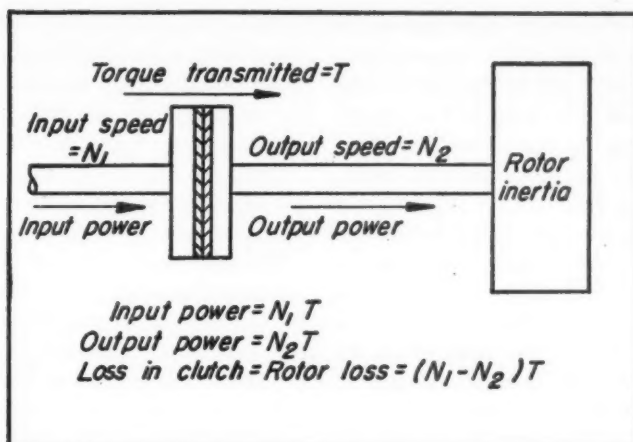 Torque transmitted=T
Input speed
=N₁
Output speed=N₂
Rotor
inertia
Input power
Output power
Input power=N₁ T
Output power=N₂T
Loss in clutch=Rotor loss=(N₁-N₂)T